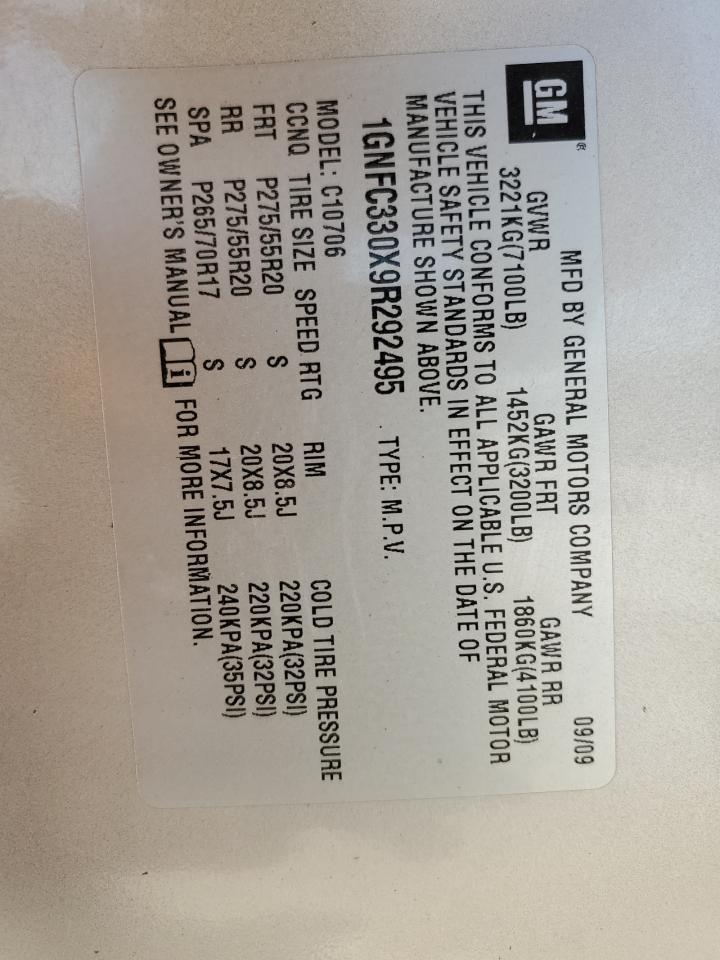 GM®
MFD BY GENERAL MOTORS COMPANY 09/09
GVWR GAWR FRT GAWR RR
3221KG(7100LB) 1452KG(3200LB) 1860KG(4100LB)
THIS VEHICLE CONFORMS TO ALL APPLICABLE U.S. FEDERAL MOTOR
VEHICLE SAFETY STANDARDS IN EFFECT ON THE DATE OF
MANUFACTURE SHOWN ABOVE.
1GNFC330X9R292495 TYPE: M.P.V.
MODEL: C10706
CCNQ TIRE SIZE SPEED RTG RIM COLD TIRE PRESSURE
FRT P275/55R20 S 20X8.5J 220KPA(32PSI)
RR P275/55R20 S 20X8.5J 220KPA(32PSI)
SPA P265/70R17 S 17X7.5J 240KPA(35PSI)
SEE OWNER'S MANUAL i FOR MORE INFORMATION.